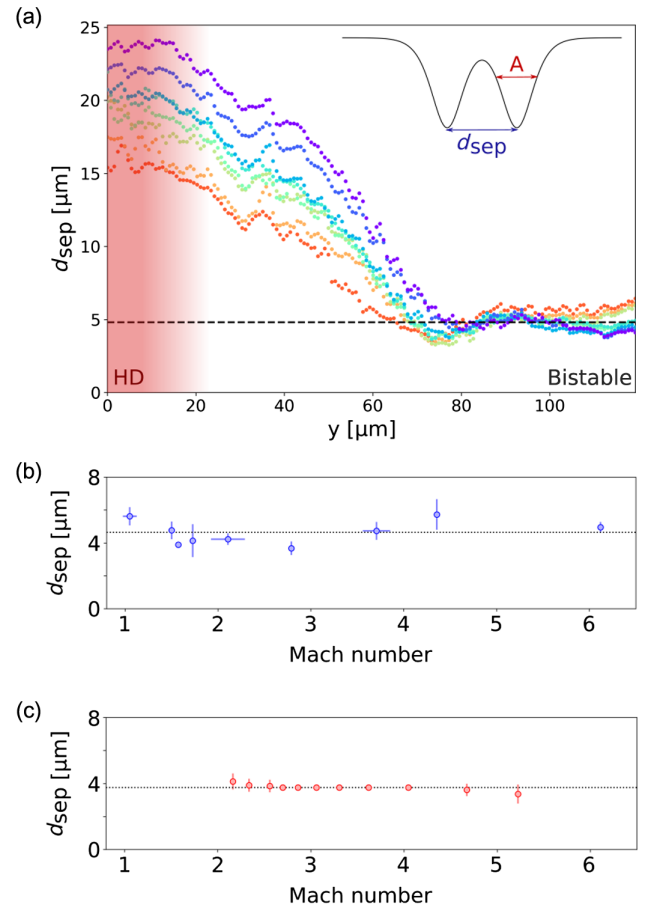 (a)
25
20
15
10
5
0
d_sep [μm]
A
d_sep
HD
Bistable
0 20 40 60 80 100
y [μm]
(b)
8
4
0
d_sep [μm]
1 2 3 4 5 6
Mach number
(c)
8
4
0
d_sep [μm]
1 2 3 4 5 6
Mach number